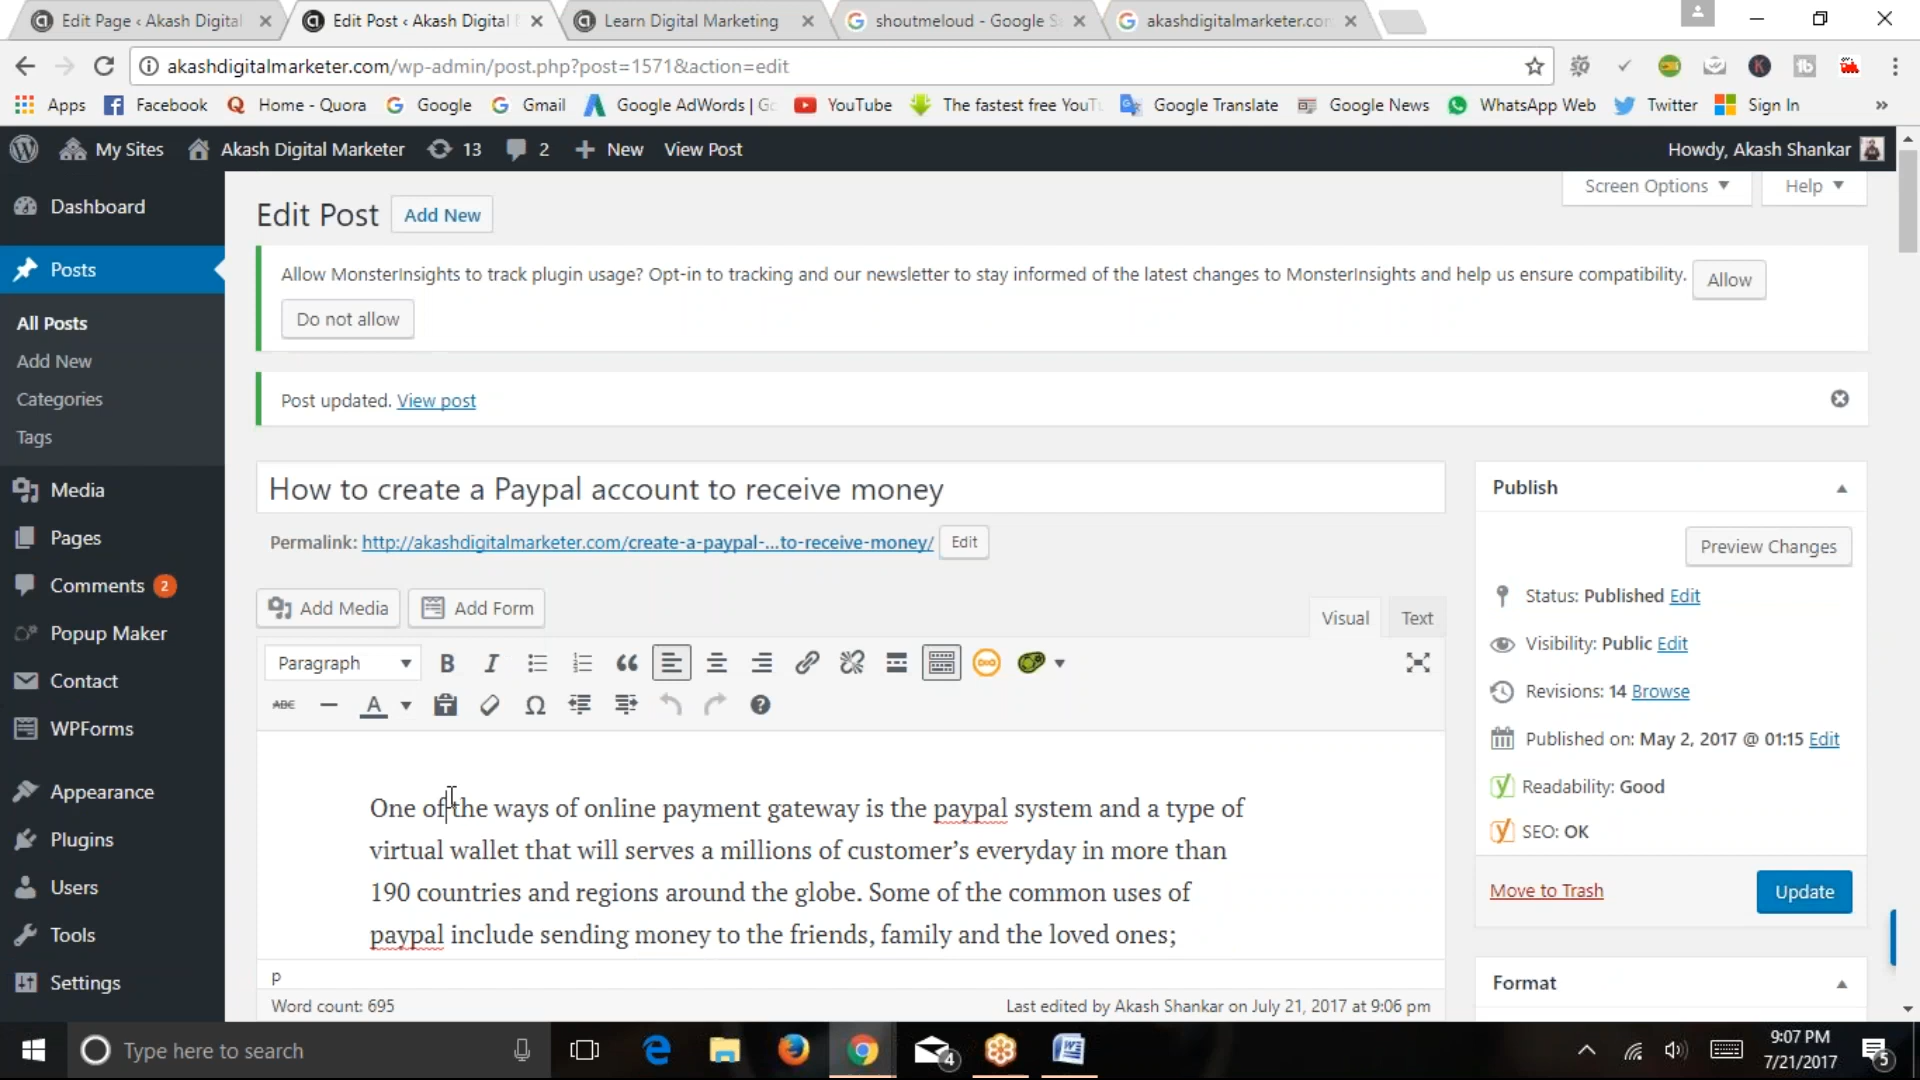 Edit Page ‹ Akash Digital
Edit Post ‹ Akash Digital
Learn Digital Marketing
shoutmeloud - Google S
akashdigitalmarketer.com
akashdigitalmarketer.com/wp-admin/post.php?post=1571&action=edit
Apps
Facebook
Home - Quora
Google
Gmail
Google AdWords | Go
YouTube
The fastest free YouT
Google Translate
Google News
WhatsApp Web
Twitter
Sign In
»
My Sites
Akash Digital Marketer
13
2
New
View Post
Howdy, Akash Shankar
Dashboard
Posts
All Posts
Add New
Categories
Tags
Media
Pages
Comments 2
Popup Maker
Contact
WPForms
Appearance
Plugins
Users
Tools
Settings
Screen Options
Help
Edit Post
Add New
Allow MonsterInsights to track plugin usage? Opt-in to tracking and our newsletter to stay informed of the latest changes to MonsterInsights and help us ensure compatibility.
Allow
Do not allow
Post updated. View post
How to create a Paypal account to receive money
Permalink: http://akashdigitalmarketer.com/create-a-paypal-...to-receive-money/
Edit
Add Media
Add Form
Visual
Text
Paragraph
B
I
ABC
A
One of the ways of online payment gateway is the paypal system and a type of
virtual wallet that will serves a millions of customer’s everyday in more than
190 countries and regions around the globe. Some of the common uses of
paypal include sending money to the friends, family and the loved ones;
p
Word count: 695
Last edited by Akash Shankar on July 21, 2017 at 9:06 pm
Publish
Preview Changes
Status: Published Edit
Visibility: Public Edit
Revisions: 14 Browse
Published on: May 2, 2017 @ 01:15 Edit
Readability: Good
SEO: OK
Move to Trash
Update
Format
Type here to search
4
9:07 PM
7/21/2017
5